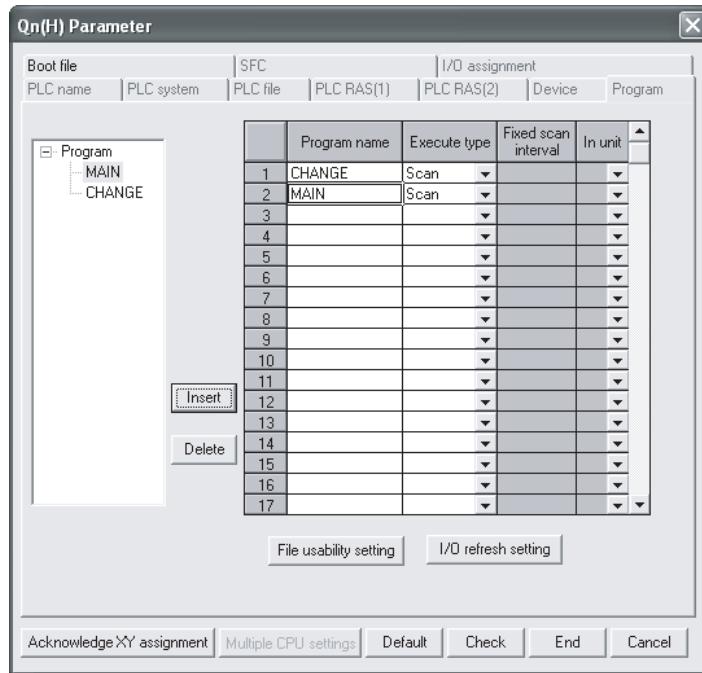 Qn(H) Parameter
Boot file SFC I/O assignment
PLC name PLC system PLC file PLC RAS(1) PLC RAS(2) Device Program
Program
MAIN
CHANGE
Program name Execute type Fixed scan interval In unit
1 CHANGE Scan
2 MAIN Scan
3
4
5
6
7
8
9
10
11
12
13
14
15
16
17
Insert
Delete
File usability setting I/O refresh setting
Acknowledge XY assignment Multiple CPU settings Default Check End Cancel